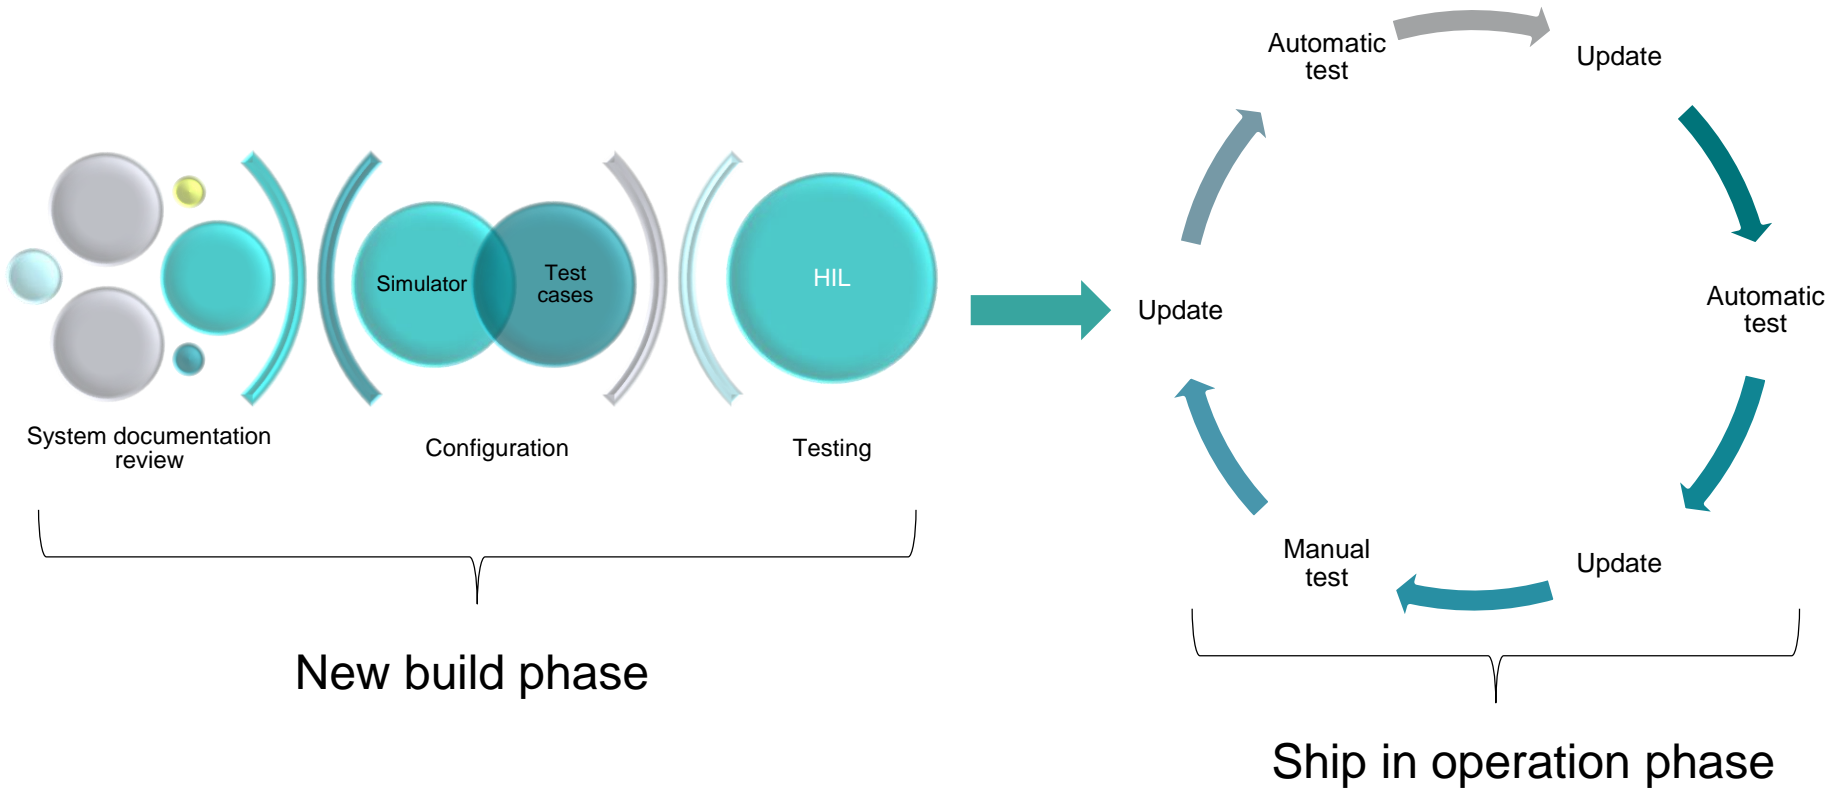 Simulator
Test
cases
HIL
System documentation
review
Configuration
Testing
New build phase
Automatic
test
Update
Automatic
test
Update
Manual
test
Update
Ship in operation phase